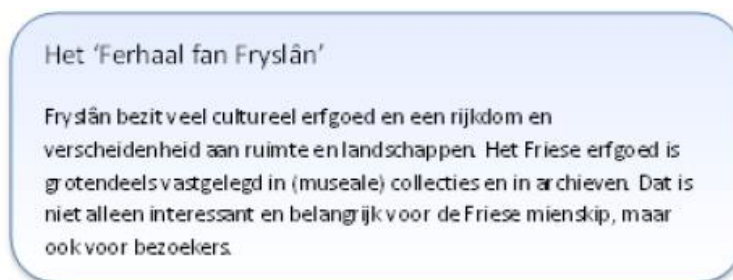 Het ‘Ferhaal fan Fryslân’
Fryslân bezit veel cultureel erfgoed en een rijkdom en
verscheidenheid aan ruimte en landschappen. Het Friese erfgoed is
grotendeels vastgelegd in (museale) collecties en in archieven. Dat is
niet alleen interessant en belangrijk voor de Friese mienskip, maar
ook voor bezoekers.